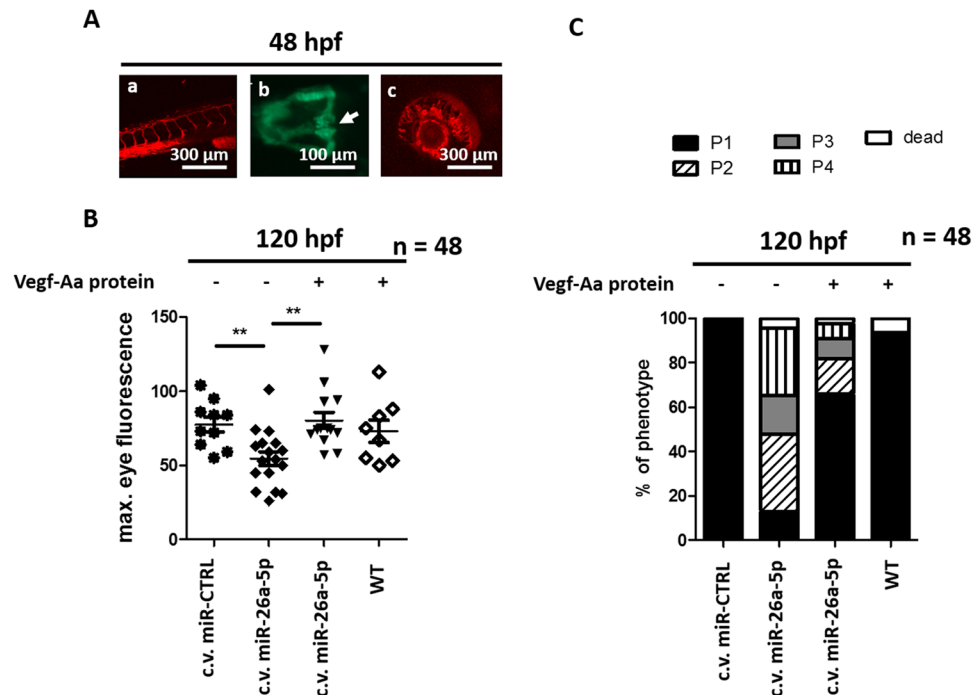 A
48 hpf
a
b
c
300 µm
100 µm
300 µm
B
120 hpf
n = 48
Vegf-Aa protein
-
-
+
+
**
**
150
100
50
0
max. eye fluorescence
c.v. miR-CTRL
c.v. miR-26a-5p
c.v. miR-26a-5p
WT
C
P1
P3
dead
P2
P4
120 hpf
n = 48
Vegf-Aa protein
-
-
+
+
100
80
60
40
20
0
% of phenotype
c.v. miR-CTRL
c.v. miR-26a-5p
c.v. miR-26a-5p
WT